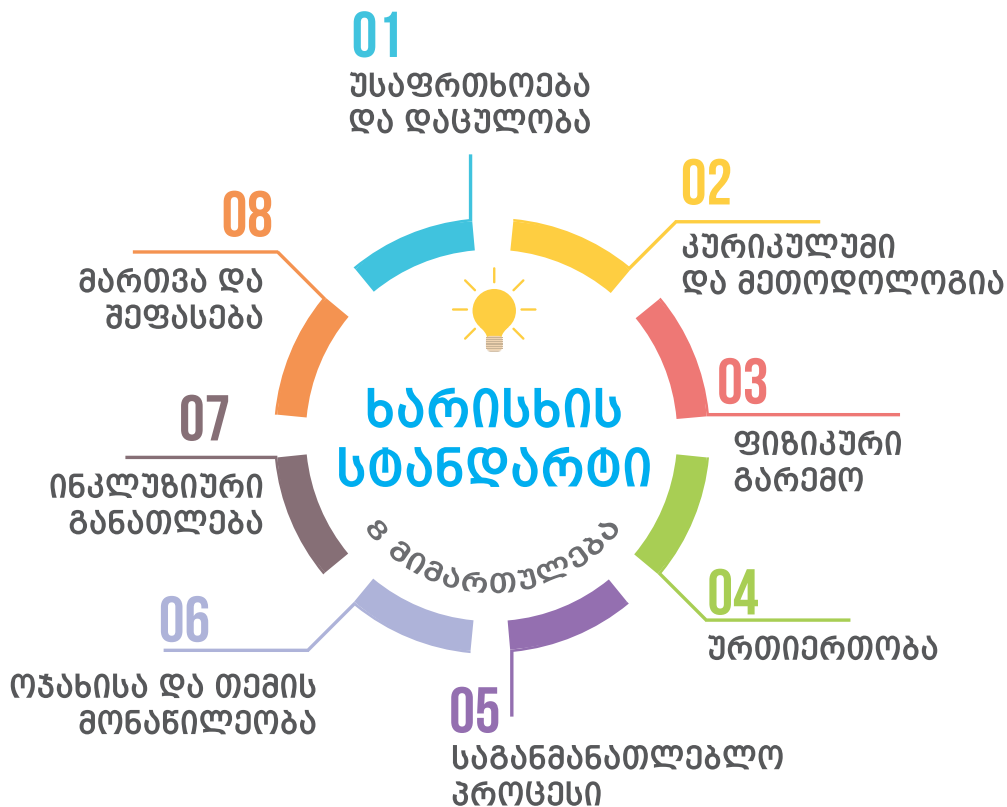 01
უსაფრთხოება
და დაცულობა
02
კურიკულუმი
და მეთოდოლოგია
03
ფიზიკური
გარემო
04
ურთიერთობა
05
საგანმანათლებლო
პროცესი
06
ოჯახისა და თემის
მონაწილეობა
07
ინკლუზიური
განათლება
08
მართვა და
შეფასება
ხარისხის
სტანდარტი
8 მიმართულება